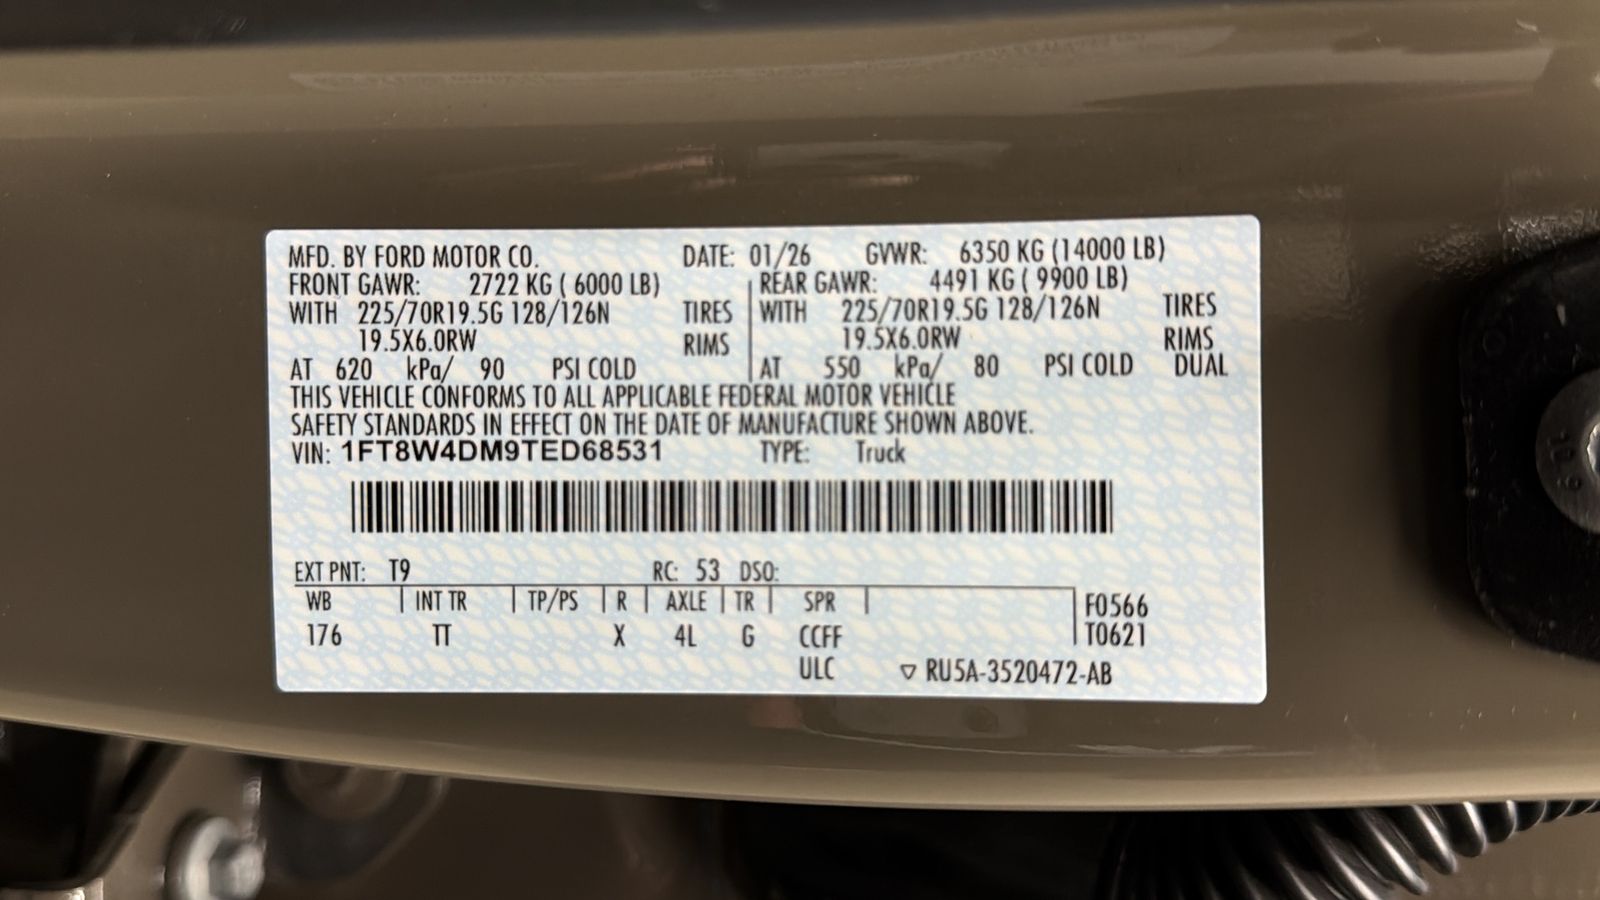 MFD. BY FORD MOTOR CO. DATE: 01/26 GVWR: 6350 KG (14000 LB)
FRONT GAWR: 2722 KG ( 6000 LB) REAR GAWR: 4491 KG ( 9900 LB)
WITH 225/70R19.5G 128/126N TIRES WITH 225/70R19.5G 128/126N TIRES
19.5X6.0RW RIMS 19.5X6.0RW RIMS
AT 620 kPa/ 90 PSI COLD AT 550 kPa/ 80 PSI COLD DUAL
THIS VEHICLE CONFORMS TO ALL APPLICABLE FEDERAL MOTOR VEHICLE
SAFETY STANDARDS IN EFFECT ON THE DATE OF MANUFACTURE SHOWN ABOVE.
VIN: 1FT8W4DM9TED68531 TYPE: Truck
EXT PNT: T9 RC: 53 DSO:
WB INT TR TP/PS R AXLE TR SPR F0566
176 TT X 4L G CCFF T0621
ULC ▽ RU5A-3520472-AB